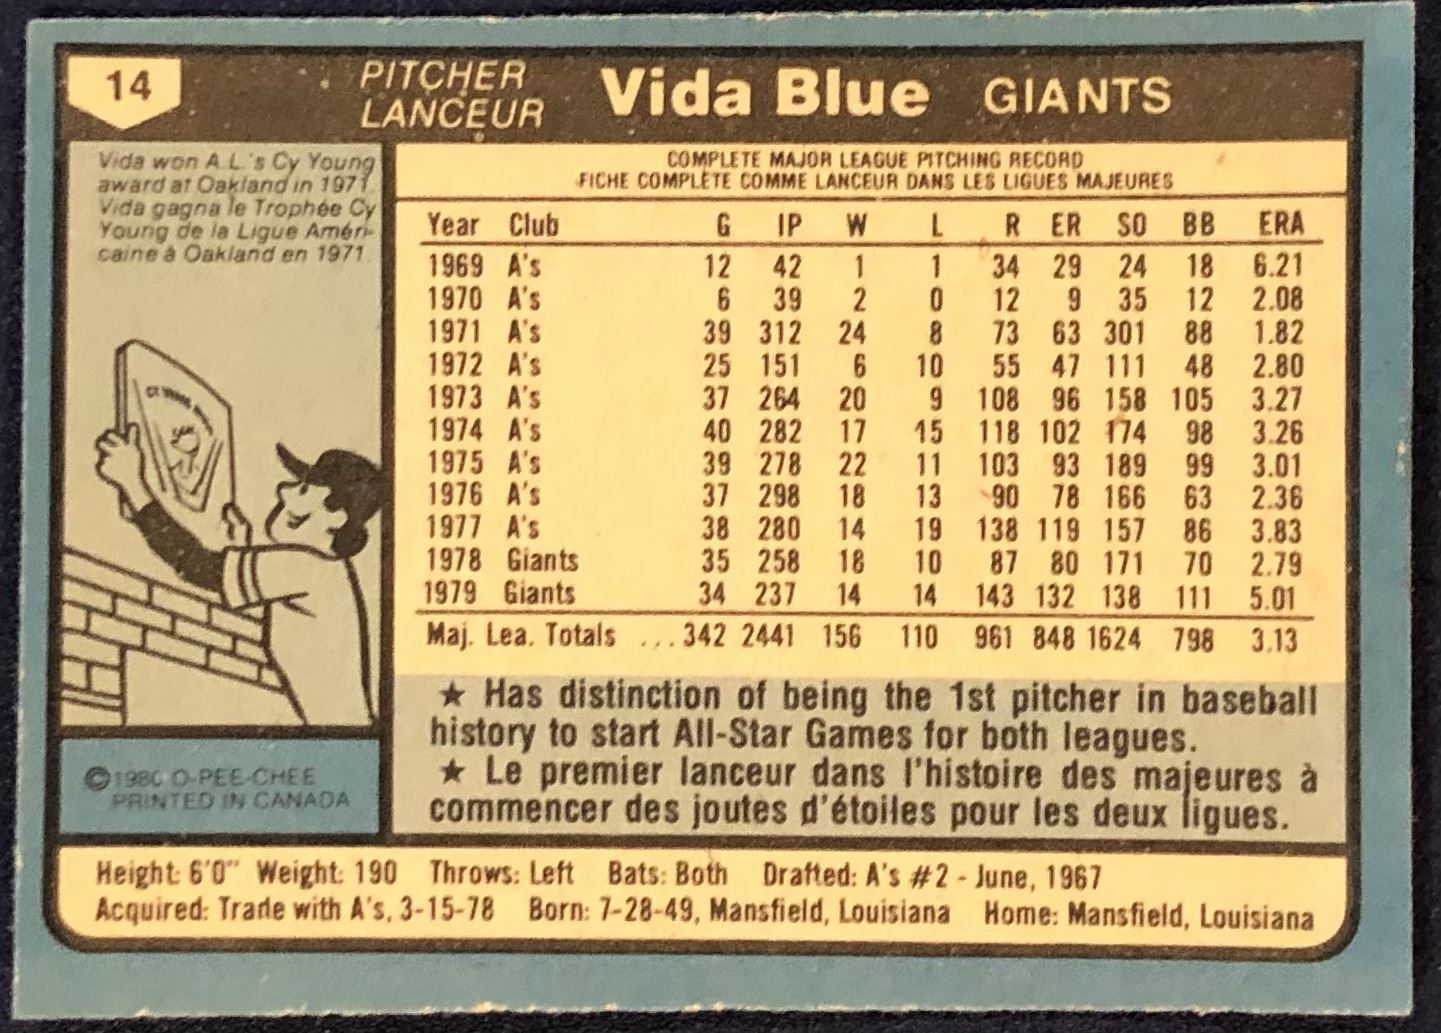 14 PITCHER Vida Blue GIANTS
LANCEUR
Vida won A.L.'s Cy Young
award at Oakland in 1971.
Vida gagna le Trophée Cy
Young de la Ligue Améri-
caine à Oakland en 1971.
CY YOUNG AWARD
© 1980 O-PEE-CHEE
PRINTED IN CANADA
COMPLETE MAJOR LEAGUE PITCHING RECORD
FICHE COMPLÈTE COMME LANCEUR DANS LES LIGUES MAJEURES
Year Club G IP W L R ER SO BB ERA
1969 A's 12 42 1 1 34 29 24 18 6.21
1970 A's 6 39 2 0 12 9 35 12 2.08
1971 A's 39 312 24 8 73 63 301 88 1.82
1972 A's 25 151 6 10 55 47 111 48 2.80
1973 A's 37 264 20 9 108 96 158 105 3.27
1974 A's 40 282 17 15 118 102 174 98 3.26
1975 A's 39 278 22 11 103 93 189 99 3.01
1976 A's 37 298 18 13 90 78 166 63 2.36
1977 A's 38 280 14 19 138 119 157 86 3.83
1978 Giants 35 258 18 10 87 80 171 70 2.79
1979 Giants 34 237 14 14 143 132 138 111 5.01
Maj. Lea. Totals ... 342 2441 156 110 961 848 1624 798 3.13
★ Has distinction of being the 1st pitcher in baseball
history to start All-Star Games for both leagues.
★ Le premier lanceur dans l'histoire des majeures à
commencer des joutes d'étoiles pour les deux ligues.
Height: 6'0" Weight: 190 Throws: Left Bats: Both Drafted: A's #2 - June, 1967
Acquired: Trade with A's, 3-15-78 Born: 7-28-49, Mansfield, Louisiana Home: Mansfield, Louisiana